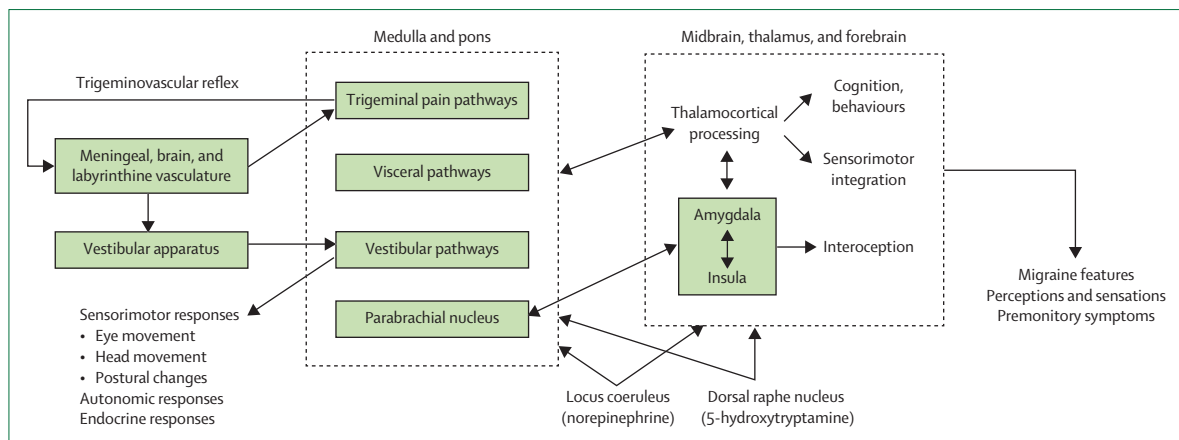 Medulla and pons
Midbrain, thalamus, and forebrain
Trigeminovascular reflex
Trigeminal pain pathways
Meningeal, brain, and
labyrinthine vasculature
Visceral pathways
Vestibular apparatus
Vestibular pathways
Parabrachial nucleus
Sensorimotor responses
• Eye movement
• Head movement
• Postural changes
Autonomic responses
Endocrine responses
Thalamocortical
processing
Cognition,
behaviours
Sensorimotor
integration
Amygdala
Insula
Interoception
Migraine features
Perceptions and sensations
Premonitory symptoms
Locus coeruleus
(norepinephrine)
Dorsal raphe nucleus
(5-hydroxytryptamine)